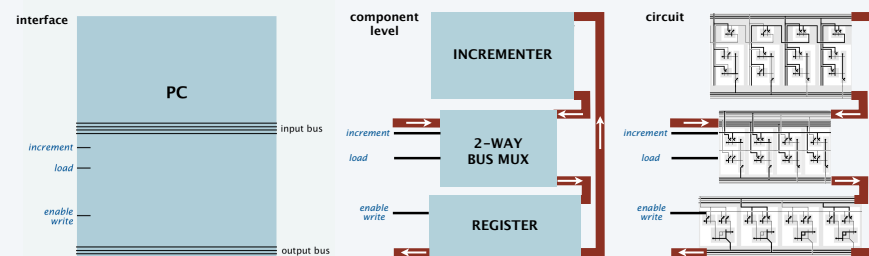 interface
PC
input bus
increment
load
enable
write
output bus
component
level
INCREMENTER
increment
load
2-WAY
BUS MUX
enable
write
REGISTER
circuit
increment
load
enable
write